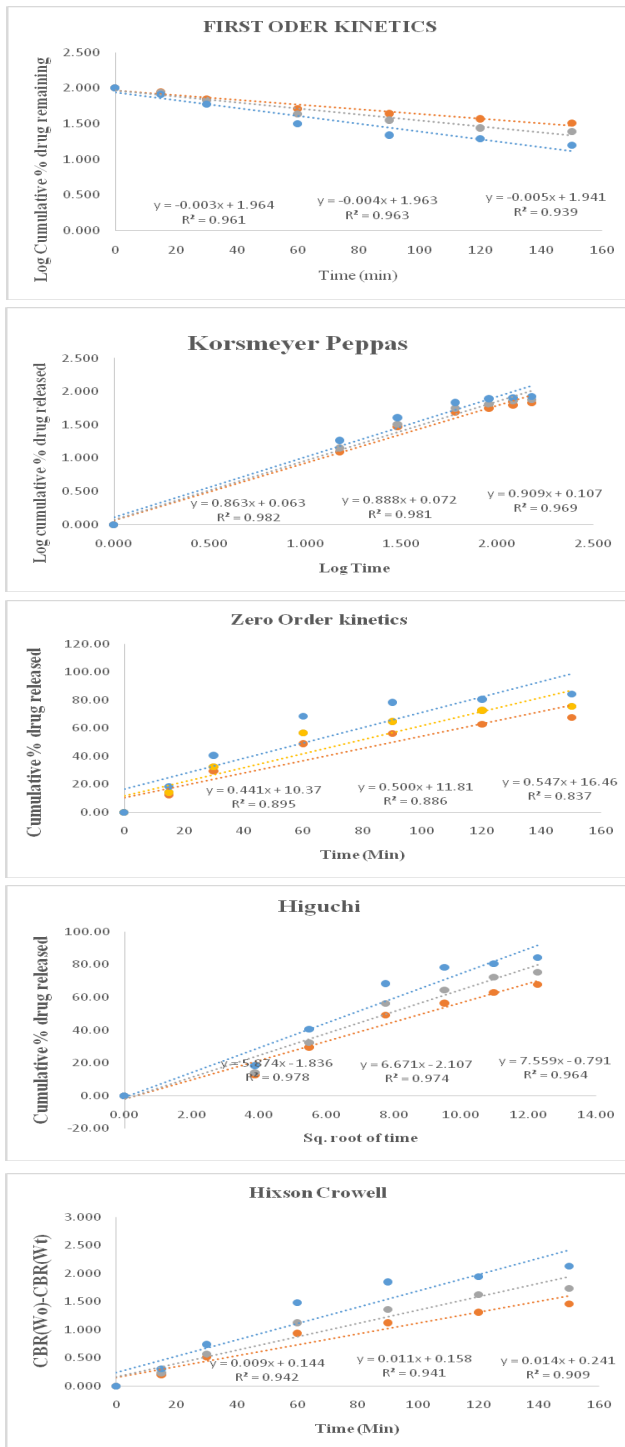 FIRST ODER KINETICS
Log Cumulative % drug remaining
2.500
2.000
1.500
1.000
0.500
0.000
y = -0.003x + 1.964 y = -0.004x + 1.963 y = -0.005x + 1.941
R² = 0.961 R² = 0.963 R² = 0.939
0 20 40 60 80 100 120 140 160
Time (min)
Korsmeyer Peppas
Log cumulative % drug released
2.500
2.000
1.500
1.000
0.500
0.000
y = 0.863x + 0.063 y = 0.888x + 0.072 y = 0.909x + 0.107
R² = 0.982 R² = 0.981 R² = 0.969
0.000 0.500 1.000 1.500 2.000 2.500
Log Time
Zero Order kinetics
Cumulative % drug released
120.00
100.00
80.00
60.00
40.00
20.00
0.00
y = 0.441x + 10.37 y = 0.500x + 11.81 y = 0.547x + 16.46
R² = 0.895 R² = 0.886 R² = 0.837
0 20 40 60 80 100 120 140 160
Time (Min)
Higuchi
Cumulative % drug released
100.00
80.00
60.00
40.00
20.00
0.00
-20.00
y = 5.874x - 1.836 y = 6.671x - 2.107 y = 7.559x - 0.791
R² = 0.978 R² = 0.974 R² = 0.964
0.00 2.00 4.00 6.00 8.00 10.00 12.00 14.00
Sq. root of time
Hixson Crowell
CBR(Wo)-CBR(Wt)
3.000
2.500
2.000
1.500
1.000
0.500
0.000
y = 0.009x + 0.144 y = 0.011x + 0.158 y = 0.014x + 0.241
R² = 0.942 R² = 0.941 R² = 0.909
0 20 40 60 80 100 120 140 160
Time (Min)